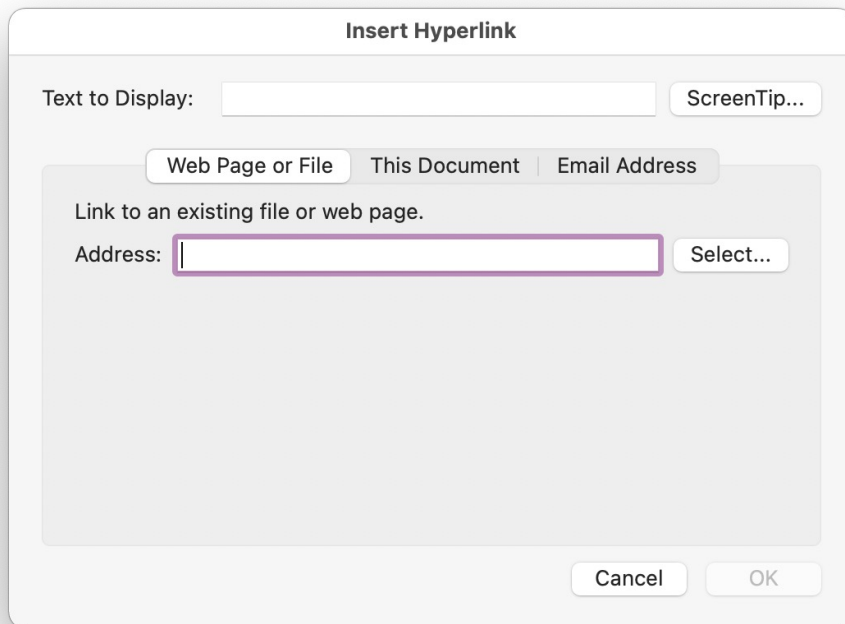 Insert Hyperlink
Text to Display: ScreenTip...
Web Page or File This Document Email Address
Link to an existing file or web page.
Address: Select...
Cancel OK